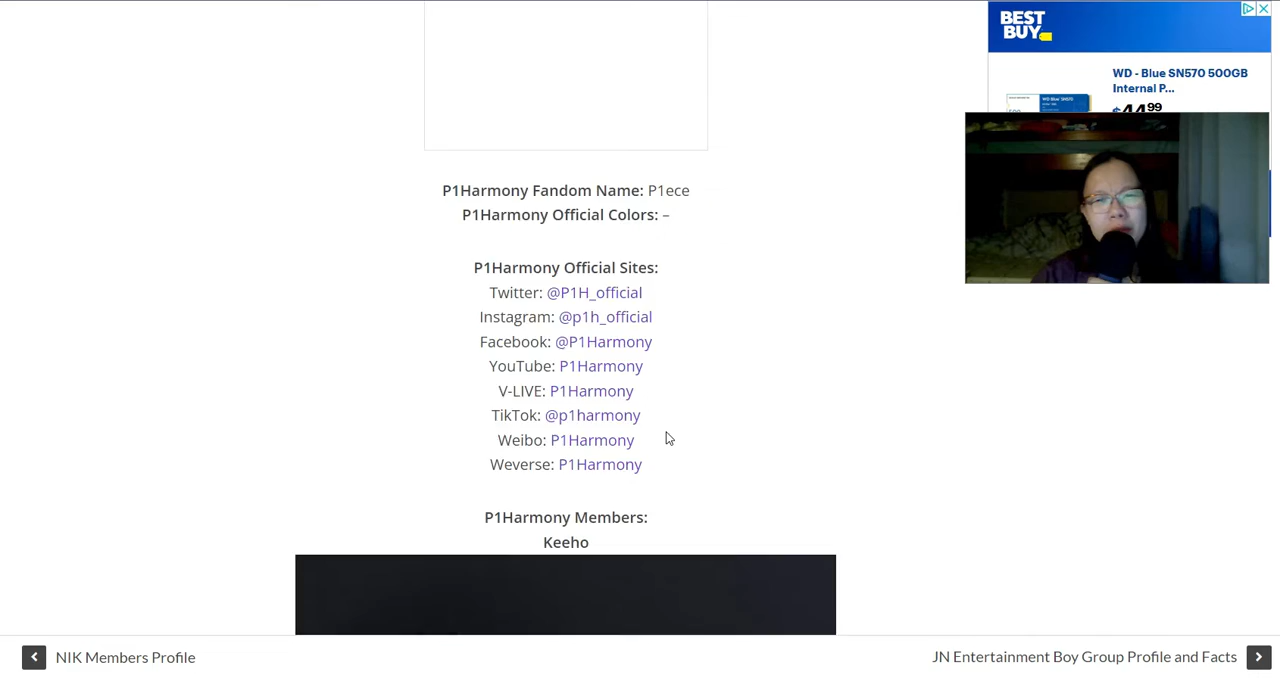 BEST
BUY
WD - Blue SN570 500GB
Internal P...
$44.99
P1Harmony Fandom Name: P1ece
P1Harmony Official Colors: –
P1Harmony Official Sites:
Twitter: @P1H_official
Instagram: @p1h_official
Facebook: @P1Harmony
YouTube: P1Harmony
V-LIVE: P1Harmony
TikTok: @p1harmony
Weibo: P1Harmony
Weverse: P1Harmony
P1Harmony Members:
Keeho
NIK Members Profile
JN Entertainment Boy Group Profile and Facts